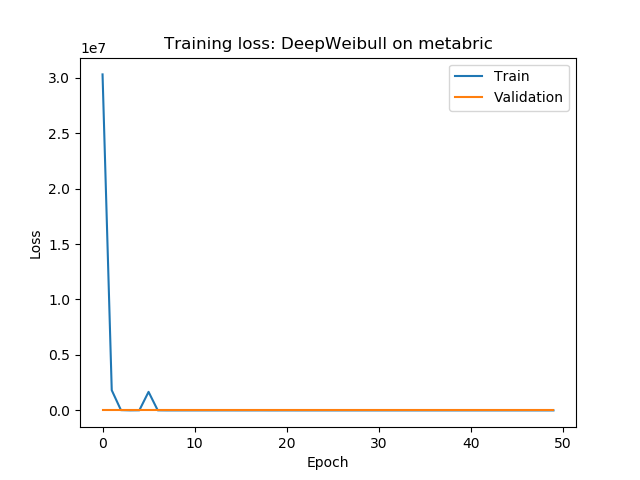 Training loss: DeepWeibull on metabric
1e7
3.0
2.5
2.0
1.5
1.0
0.5
0.0
Loss
Train
Validation
0 10 20 30 40 50
Epoch